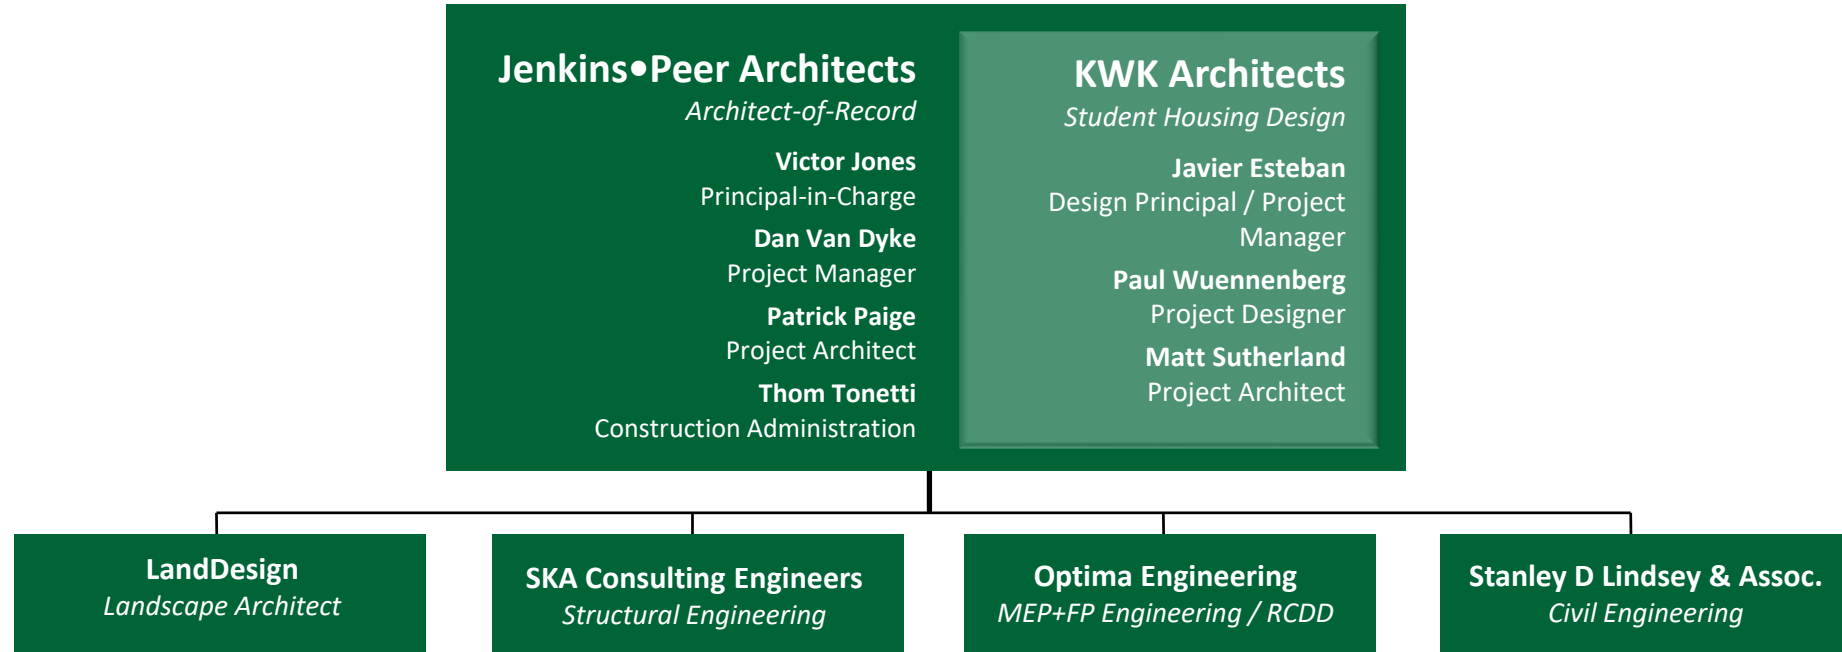 Jenkins•Peer Architects
Architect-of-Record
Victor Jones
Principal-in-Charge
Dan Van Dyke
Project Manager
Patrick Paige
Project Architect
Thom Tonetti
Construction Administration
KWK Architects
Student Housing Design
Javier Esteban
Design Principal / Project
Manager
Paul Wuennenberg
Project Designer
Matt Sutherland
Project Architect
LandDesign
Landscape Architect
SKA Consulting Engineers
Structural Engineering
Optima Engineering
MEP+FP Engineering / RCDD
Stanley D Lindsey & Assoc.
Civil Engineering